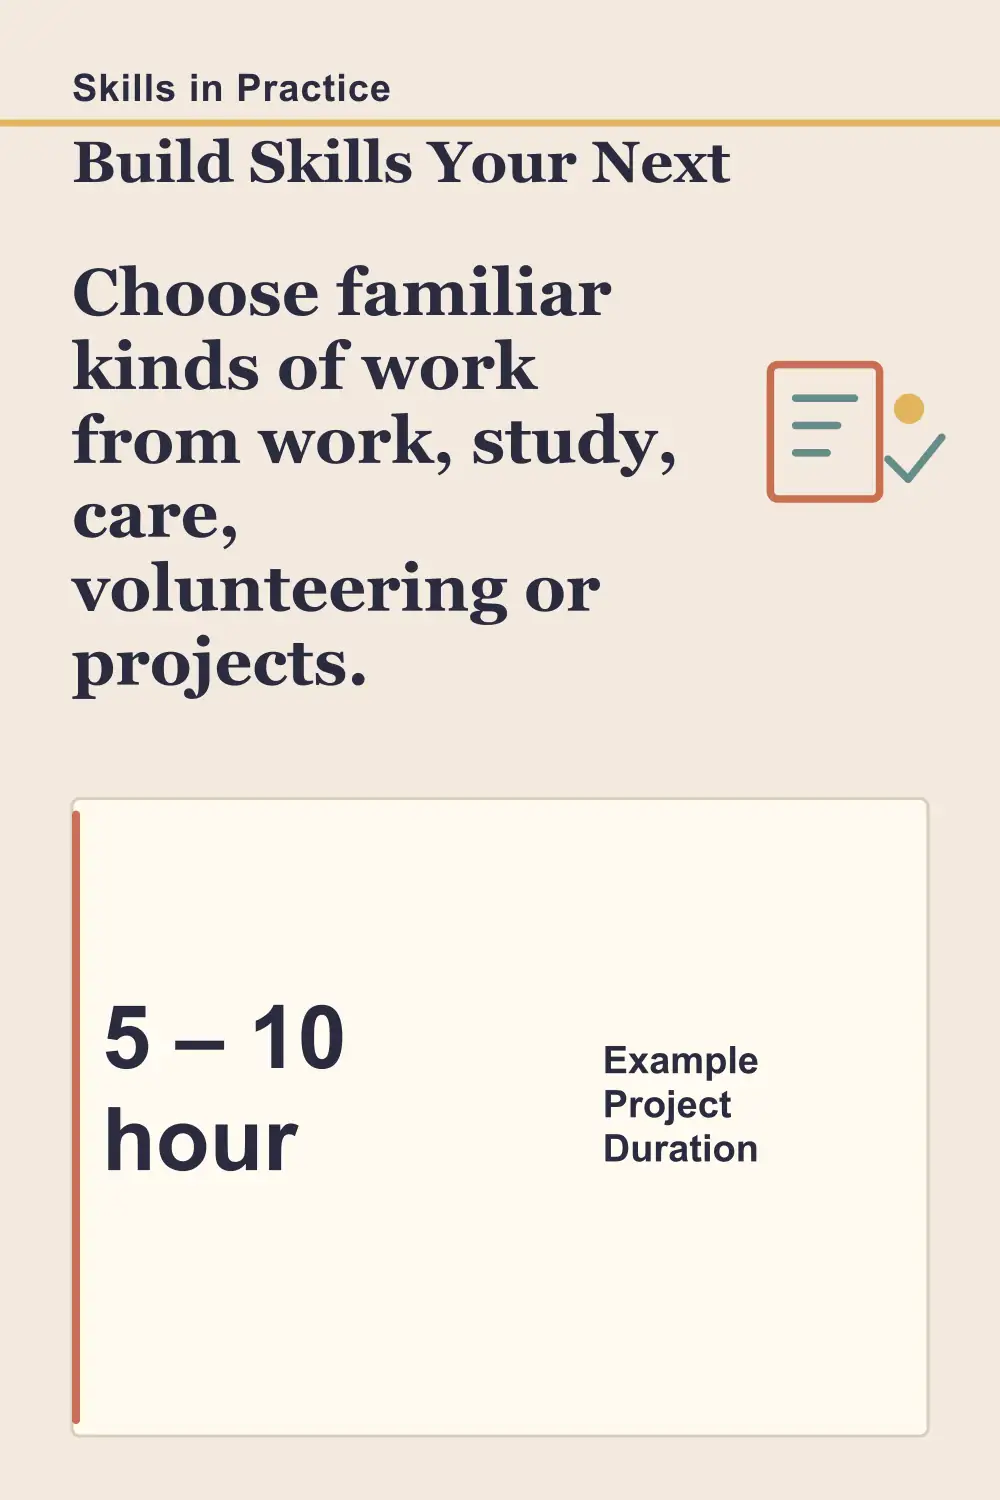 Skills in Practice
Build Skills Your Next
Choose familiar
kinds of work
from work, study,
care,
volunteering or
projects.
5 – 10
hour
Example
Project
Duration